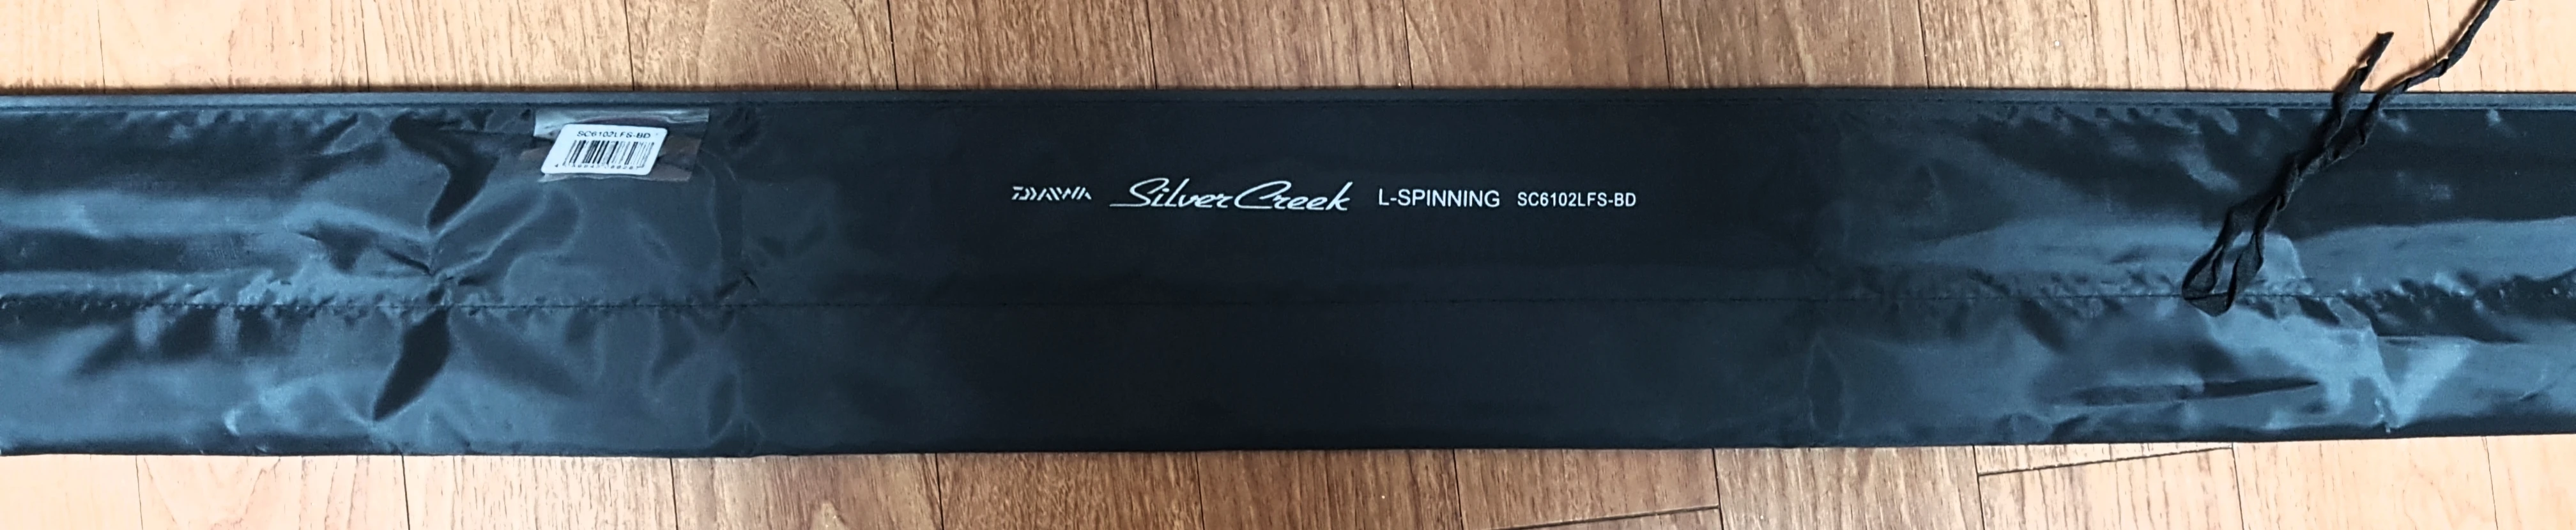 SC6102LFS-BD
DAIWA Silver Creek L-SPINNING SC6102LFS-BD